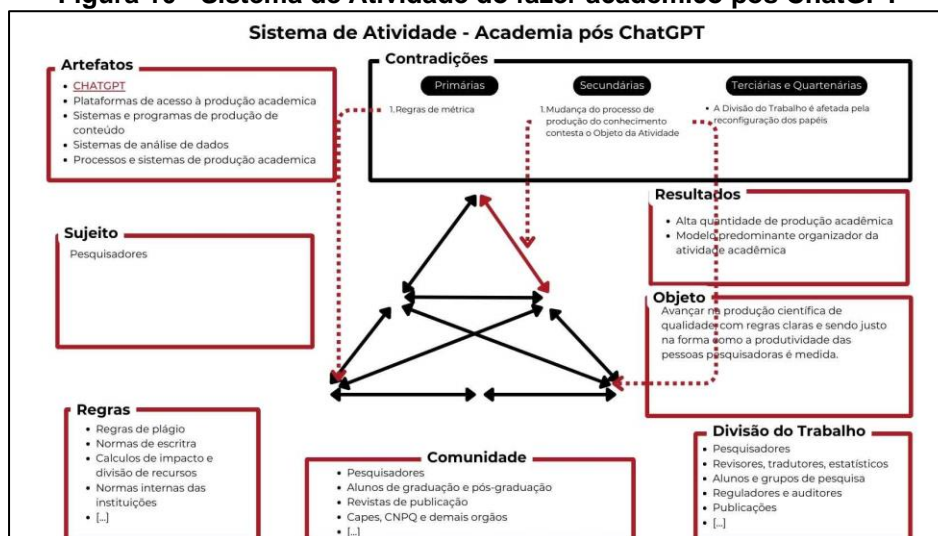 Figura 10 - Sistema de Atividade do fazer acadêmico pós ChatGPT
Sistema de Atividade - Academia pós ChatGPT
Artefatos
• CHATGPT
• Plataformas de acesso à produção academica
• Sistemas e programas de produção de
conteúdo
• Sistemas de análise de dados
• Processos e sistemas de produção academica
Contradições
Primárias
1.Regras de métrica
Secundárias
1.Mudança do processo de
produção do conhecimento
contesta o Objeto da Atividade
Terciárias e Quartenárias
• A Divisão do Trabalho é afetada pela
reconfiguração dos papéis
Sujeito
Pesquisadores
Resultados
• Alta quantidade de produção acadêmica
• Modelo predominante organizador da
atividade acadêmica
Objeto
Avançar na produção científica de
qualidade, com regras claras e sendo justo
na forma como a produtividade das
pessoas pesquisadoras é medida.
Regras
• Regras de plágio
• Normas de escritra
• Calculos de impacto e
divisão de recursos
• Normas internas das
instituições
• [...]
Comunidade
• Pesquisadores
• Alunos de graduação e pós-graduação
• Revistas de publicação
• Capes, CNPQ e demais orgãos
• [...]
Divisão do Trabalho
• Pesquisadores
• Revisores, tradutores, estatísticos
• Alunos e grupos de pesquisa
• Reguladores e auditores
• Publicações
• [...]